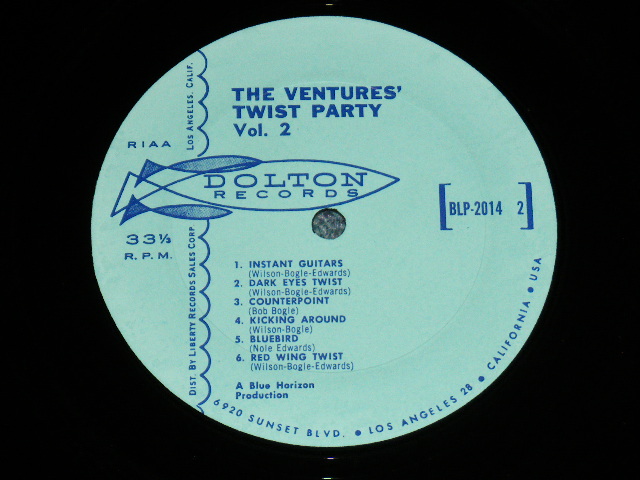 THE VENTURES'
TWIST PARTY
Vol. 2
LOS ANGELES, CALIF.
RIAA
DOLTON
RECORDS
BLP-2014 2
33⅓
R.P.M.
DIST. BY LIBERTY RECORDS SALES CORP.
1. INSTANT GUITARS
(Wilson-Bogle-Edwards)
2. DARK EYES TWIST
(Wilson-Bogle-Edwards)
3. COUNTERPOINT
(Bob Bogle)
4. KICKING AROUND
(Wilson-Bogle)
5. BLUEBIRD
(Nole Edwards)
6. RED WING TWIST
(Wilson-Bogle-Edwards)
A Blue Horizon
Production
6920 SUNSET BLVD. • LOS ANGELES 28 • CALIFORNIA • USA